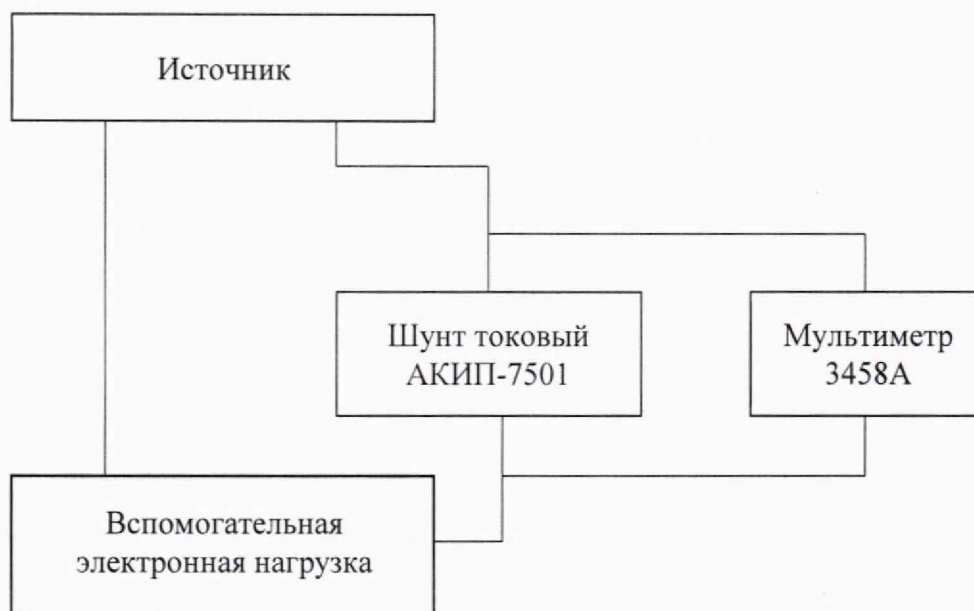 Источник
Шунт токовый
АКИП-7501
Мультиметр
3458А
Вспомогательная
электронная нагрузка